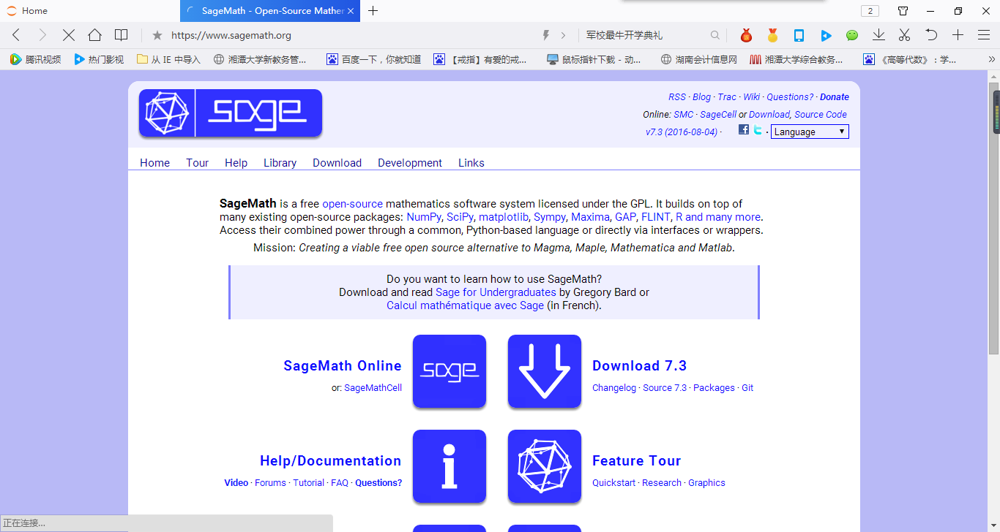 Home
SageMath - Open-Source Mather
2
https://www.sagemath.org
军校最牛开学典礼
腾讯视频
热门影视
从 IE 中导入
湘潭大学新教务管...
百度一下，你就知道
【戒指】有爱的戒...
鼠标指针下载 - 动...
湖南会计信息网
湘潭大学综合教务...
《高等代数》：学...
»
sage
RSS · Blog · Trac · Wiki · Questions? · Donate
Online: SMC · SageCell or Download, Source Code
v7.3 (2016-08-04) ·
· Language
Home
Tour
Help
Library
Download
Development
Links
SageMath is a free open-source mathematics software system licensed under the GPL. It builds on top of
many existing open-source packages: NumPy, SciPy, matplotlib, Sympy, Maxima, GAP, FLINT, R and many more.
Access their combined power through a common, Python-based language or directly via interfaces or wrappers.
Mission: Creating a viable free open source alternative to Magma, Maple, Mathematica and Matlab.
Do you want to learn how to use SageMath?
Download and read Sage for Undergraduates by Gregory Bard or
Calcul mathématique avec Sage (in French).
SageMath Online
or: SageMathCell
sage
Download 7.3
Changelog · Source 7.3 · Packages · Git
Help/Documentation
Video · Forums · Tutorial · FAQ · Questions?
Feature Tour
Quickstart · Research · Graphics
正在连接...